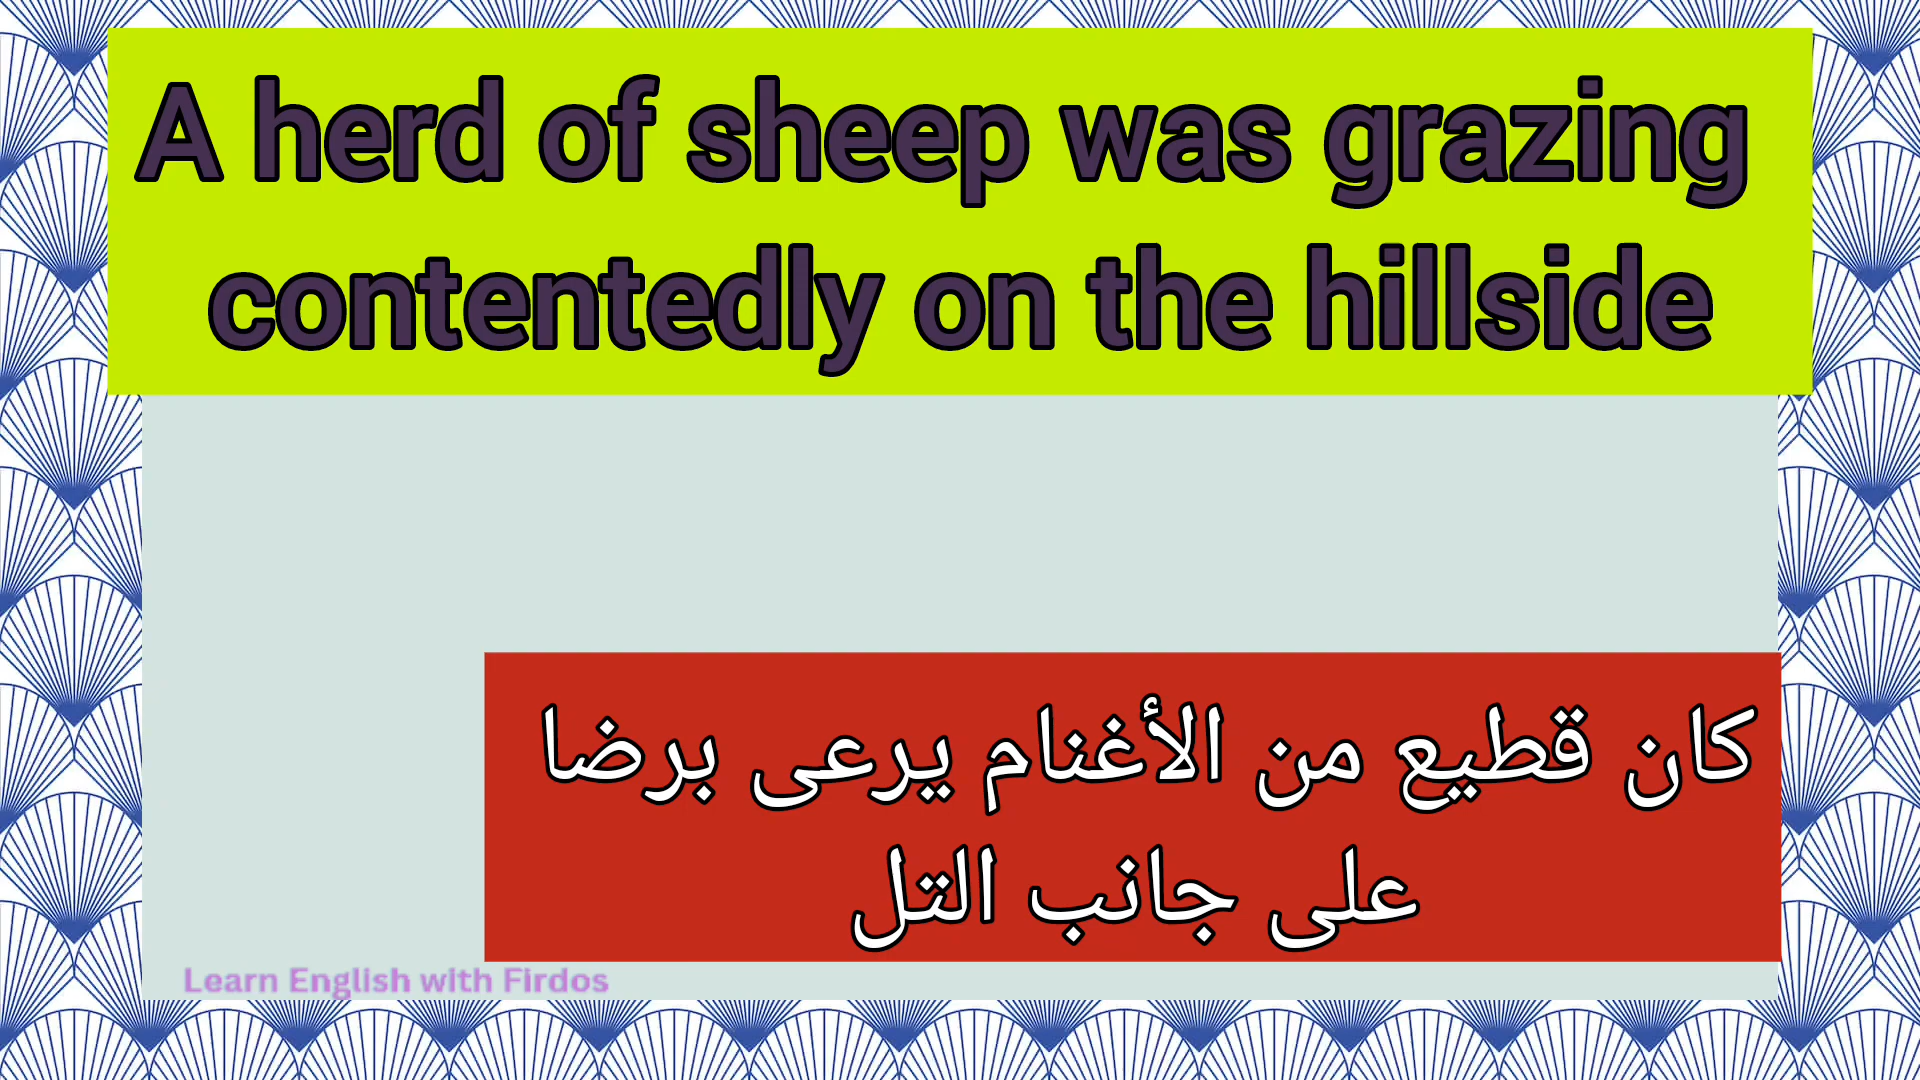 A herd of sheep was grazing
contentedly on the hillside
كان قطيع من الأغنام يرعى برضا
على جانب التل
Learn English with Firdos